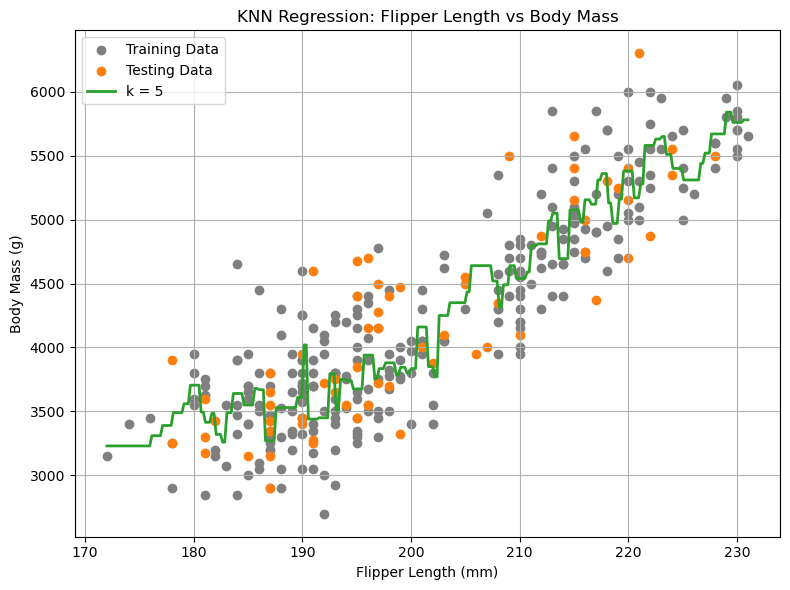 KNN Regression: Flipper Length vs Body Mass
Training Data
Testing Data
k = 5
6000
5500
5000
4500
4000
3500
3000
Body Mass (g)
170
180
190
200
210
220
230
Flipper Length (mm)